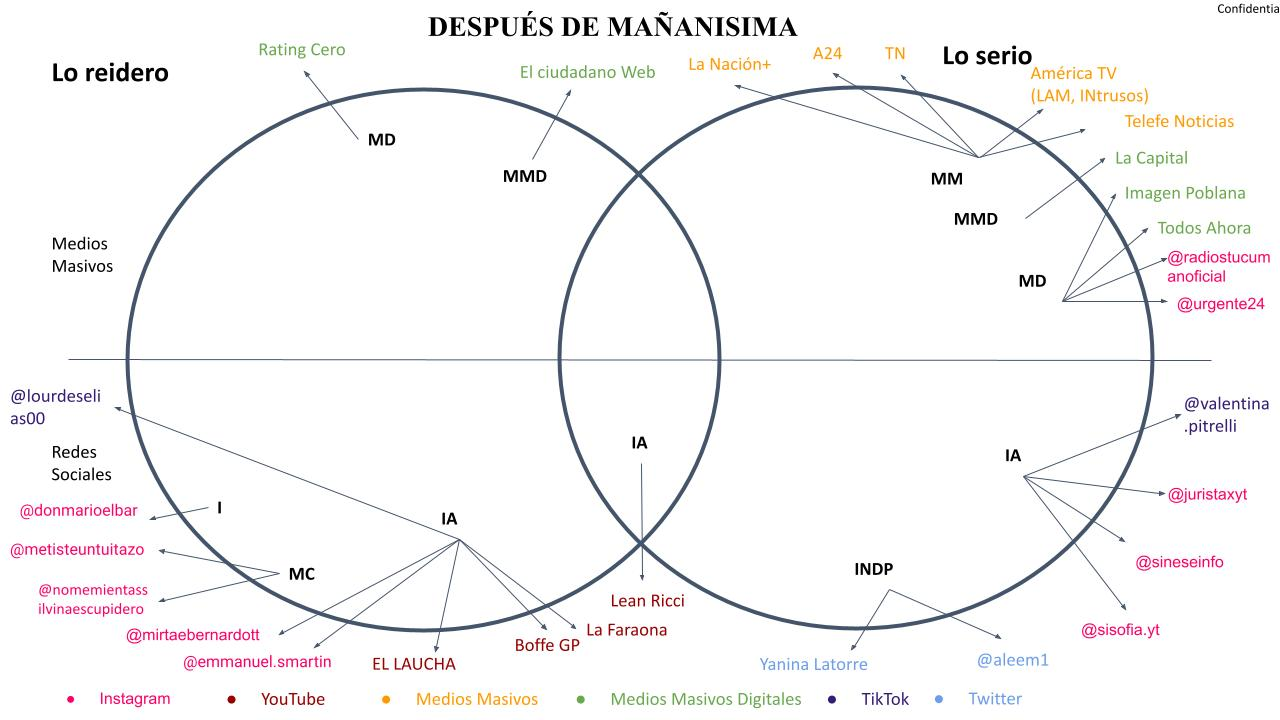 Confidentia
DESPUÉS DE MAÑANISIMA
Lo reidero
Lo serio
Rating Cero
El ciudadano Web
La Nación+
A24
TN
América TV
(LAM, INtrusos)
Telefe Noticias
MD
MMD
MM
La Capital
MMD
Imagen Poblana
Todos Ahora
Medios
Masivos
MD
@radiostucum
anoficial
@urgente24
@lourdeseli
as00
@valentina
.pitrelli
Redes
Sociales
IA
IA
@donmarioelbar
I
IA
@juristaxyt
@metisteuntuitazo
MC
@sineseinfo
@nomemientass
ilvinaescupidero
INDP
Lean Ricci
@mirtaebernardott
La Faraona
@sisofia.yt
Boffe GP
@emmanuel.smartin
EL LAUCHA
Yanina Latorre
@aleem1
Instagram
YouTube
Medios Masivos
Medios Masivos Digitales
TikTok
Twitter